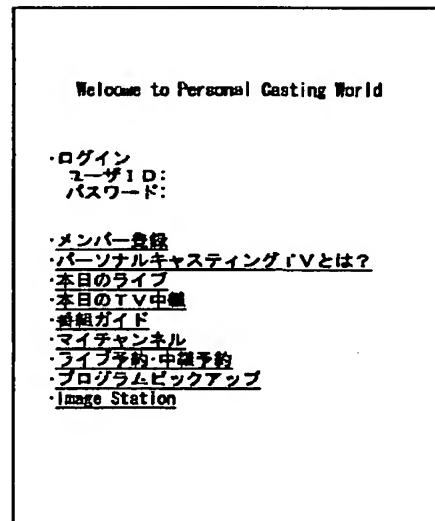 Welcome to Personal Casting World
・ログイン
ユーザID:
パスワード:
・メンバー登録
・パーソナルキャスティングTVとは?
・本日のライブ
・本日のTV中継
・番組ガイド
・マイチャンネル
・ライブ予約・中継予約
・プログラムピックアップ
・Image Station